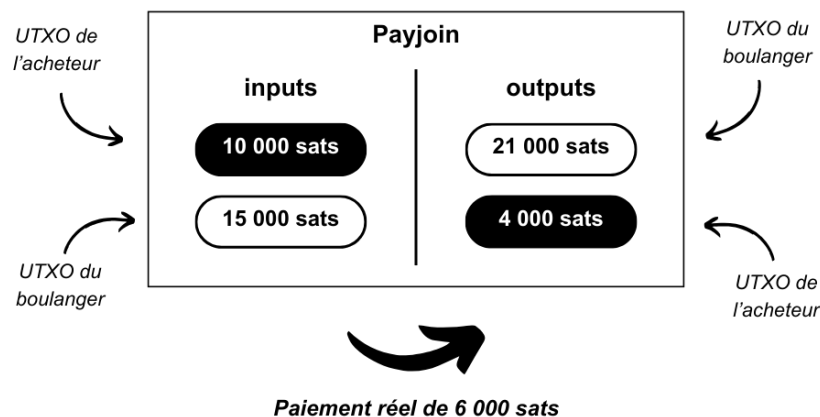 Payjoin
UTXO de
l'acheteur
UTXO du
boulanger
inputs
outputs
10 000 sats
21 000 sats
15 000 sats
4 000 sats
UTXO du
boulanger
UTXO de
l'acheteur
Paiement réel de 6 000 sats